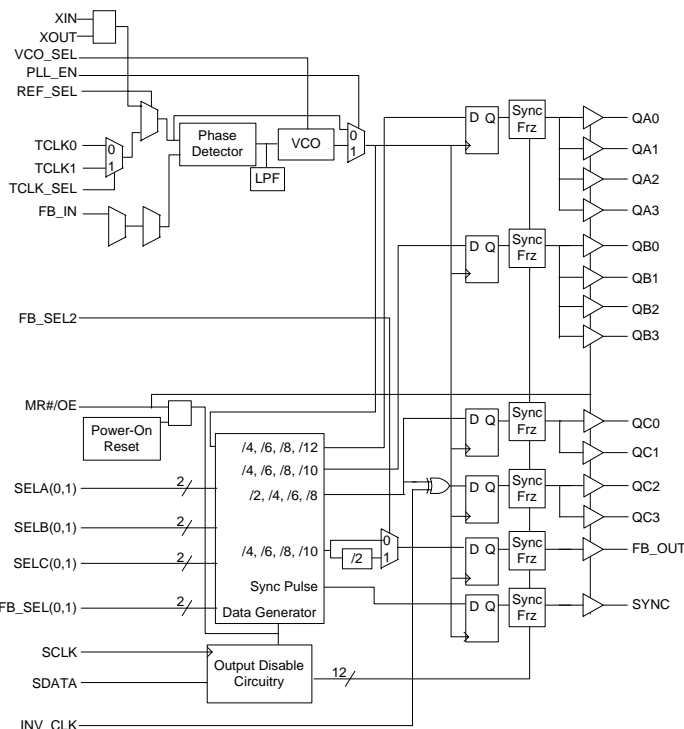 XIN
XOUT
VCO_SEL
PLL_EN
REF_SEL
TCLK0
TCLK1
TCLK_SEL
FB_IN
0
1
Phase
Detector
LPF
VCO
0
1
D Q
Sync
Frz
QA0
QA1
QA2
QA3
D Q
Sync
Frz
QB0
QB1
QB2
QB3
FB_SEL2
MR#/OE
Power-On
Reset
/4, /6, /8, /12
/4, /6, /8, /10
/2, /4, /6, /8
/4, /6, /8, /10
/2
0
1
Sync Pulse
Data Generator
D Q
Sync
Frz
QC0
QC1
D Q
Sync
Frz
QC2
QC3
D Q
Sync
Frz
FB_OUT
D Q
Sync
Frz
SYNC
SELA(0,1)
2
SELB(0,1)
2
SELC(0,1)
2
FB_SEL(0,1)
2
SCLK
SDATA
Output Disable
Circuitry
12
INV_CLK